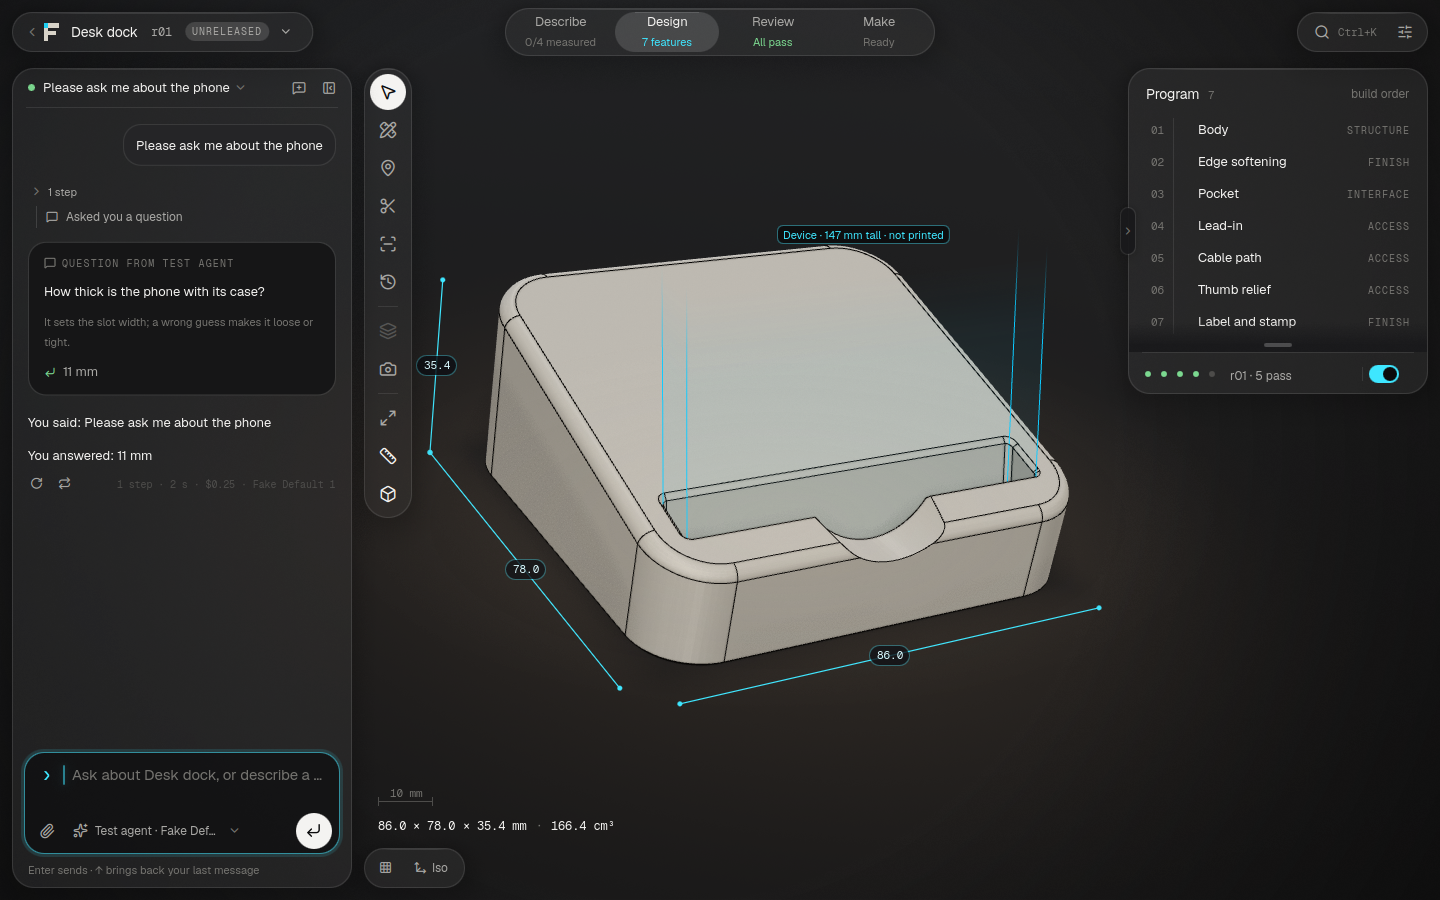 Desk dock r01 UNRELEASED
Describe
0/4 measured
Design
7 features
Review
All pass
Make
Ready
Ctrl+K
Please ask me about the phone
Please ask me about the phone
1 step
Asked you a question
QUESTION FROM TEST AGENT
How thick is the phone with its case?
It sets the slot width; a wrong guess makes it loose or
tight.
11 mm
You said: Please ask me about the phone
You answered: 11 mm
1 step · 2 s · $0.25 · Fake Default 1
Ask about Desk dock, or describe a ...
Test agent · Fake Def...
Enter sends · ↑ brings back your last message
Device · 147 mm tall · not printed
35.4
78.0
86.0
10 mm
86.0 × 78.0 × 35.4 mm · 166.4 cm³
Iso
Program 7 build order
01 Body STRUCTURE
02 Edge softening FINISH
03 Pocket INTERFACE
04 Lead-in ACCESS
05 Cable path ACCESS
06 Thumb relief ACCESS
07 Label and stamp FINISH
r01 · 5 pass